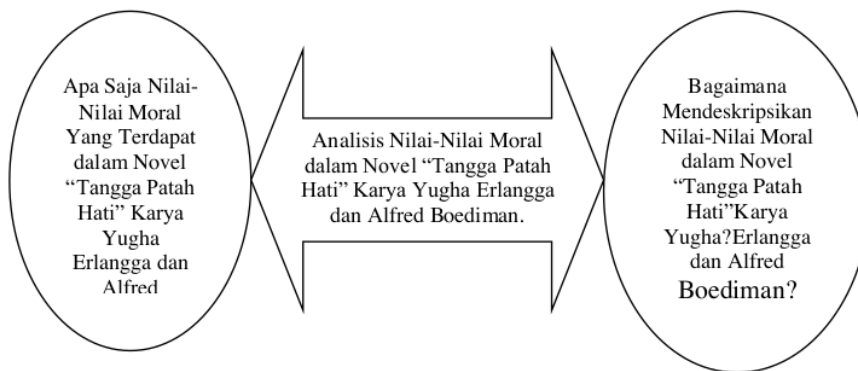 Apa Saja Nilai-
Nilai Moral
Yang Terdapat
dalam Novel
“Tangga Patah
Hati” Karya
Yugha
Erlangga dan
Alfred
Analisis Nilai-Nilai Moral
dalam Novel “Tangga Patah
Hati” Karya Yugha Erlangga
dan Alfred Boediman.
Bagaimana
Mendeskripsikan
Nilai-Nilai Moral
dalam Novel
“Tangga Patah
Hati”Karya
Yugha?Erlangga
dan Alfred
Boediman?